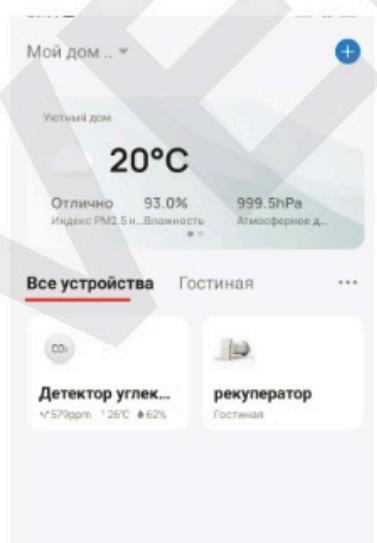 Мой дом ..
Уютный дом
20°C
Отлично 93.0% 999.5hPa
Индекс PM2.5 н... Влажность Атмосферное д...
Все устройства Гостиная ...
CO₂
Детектор углек... рекуператор
579ppm 26°C 62% Гостиная